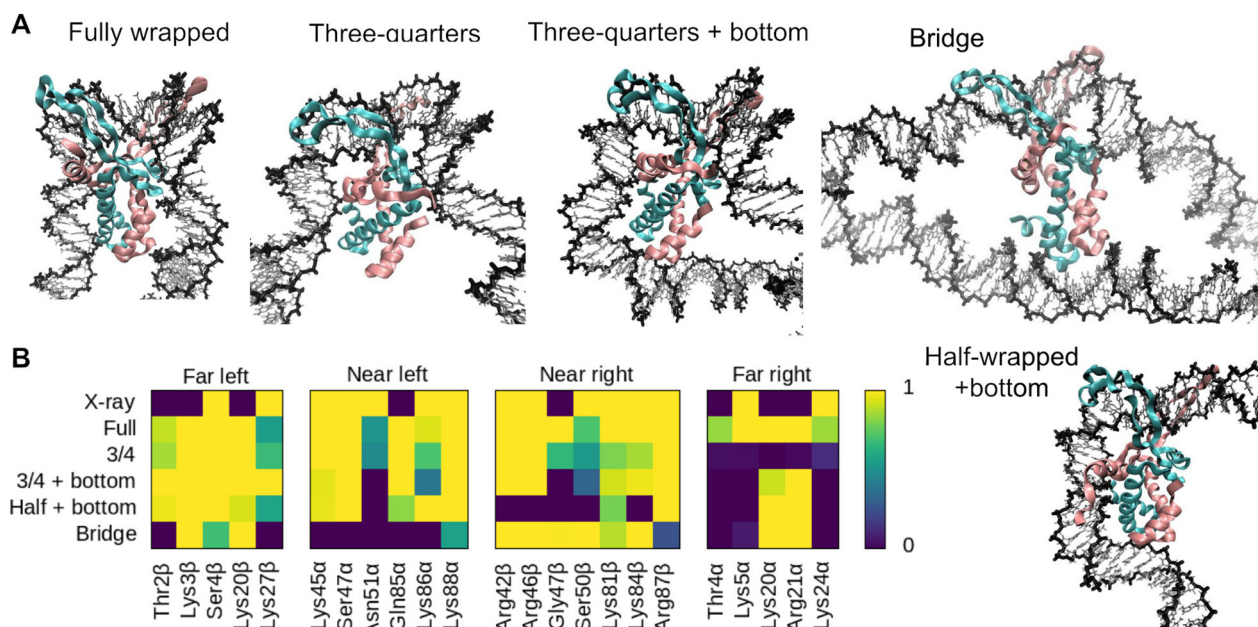 A
Fully wrapped
Three-quarters
Three-quarters + bottom
Bridge
B
Far left
Near left
Near right
Far right
Half-wrapped
+bottom
X-ray
Full
3/4
3/4 + bottom
Half + bottom
Bridge
1
0
Thr2β
Lys3β
Ser4β
Lys20β
Lys27β
Lys45α
Ser47α
Asn51α
Gln85α
Lys86α
Lys88α
Arg42β
Arg46β
Gly47β
Ser50β
Lys81β
Lys84β
Arg87β
Thr4α
Lys5α
Lys20α
Arg21α
Lys24α